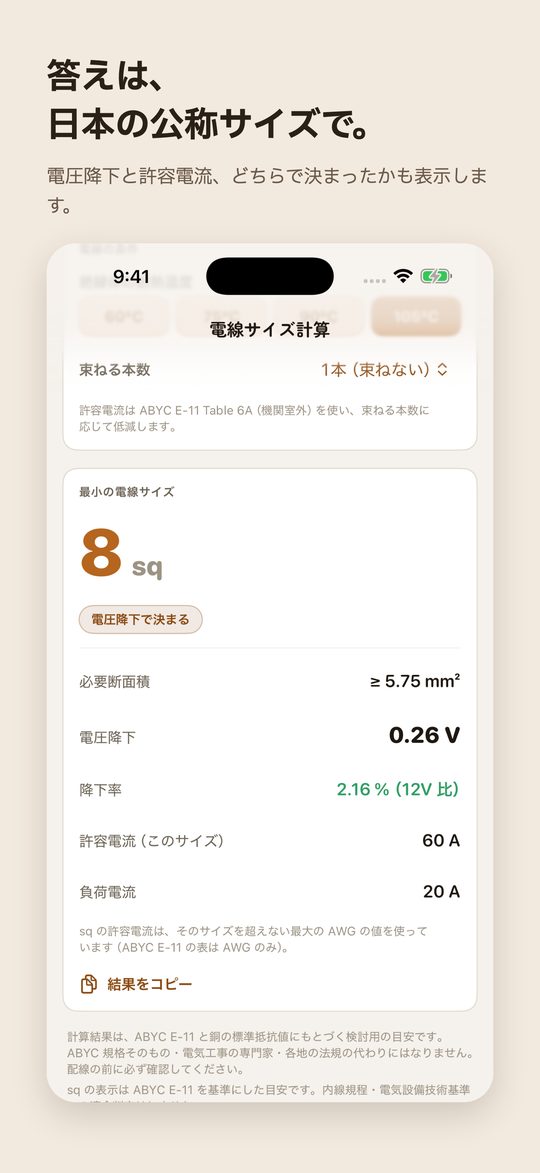 答えは、
日本の公称サイズで。
電圧降下と許容電流、どちらで決まったかも表示しま
す。
9:41
60°C 75°C 90°C 105°C
電線サイズ計算
束ねる本数 1本（束ねない）
許容電流は ABYC E-11 Table 6A（機関室外）を使い、束ねる本数に
応じて低減します。
最小の電線サイズ
8 sq
電圧降下で決まる
必要断面積 ≥ 5.75 mm²
電圧降下 0.26 V
降下率 2.16 %（12V 比）
許容電流（このサイズ） 60 A
負荷電流 20 A
sq の許容電流は、そのサイズを超えない最大の AWG の値を使って
います（ABYC E-11 の表は AWG のみ）。
結果をコピー
計算結果は、ABYC E-11 と銅の標準抵抗値にもとづく検討用の目安です。
ABYC 規格そのもの・電気工事の専門家・各地の法規の代わりにはなりません。
配線の前に必ず確認してください。
sq の表示は ABYC E-11 を基準にした目安です。内線規程・電気設備技術基準